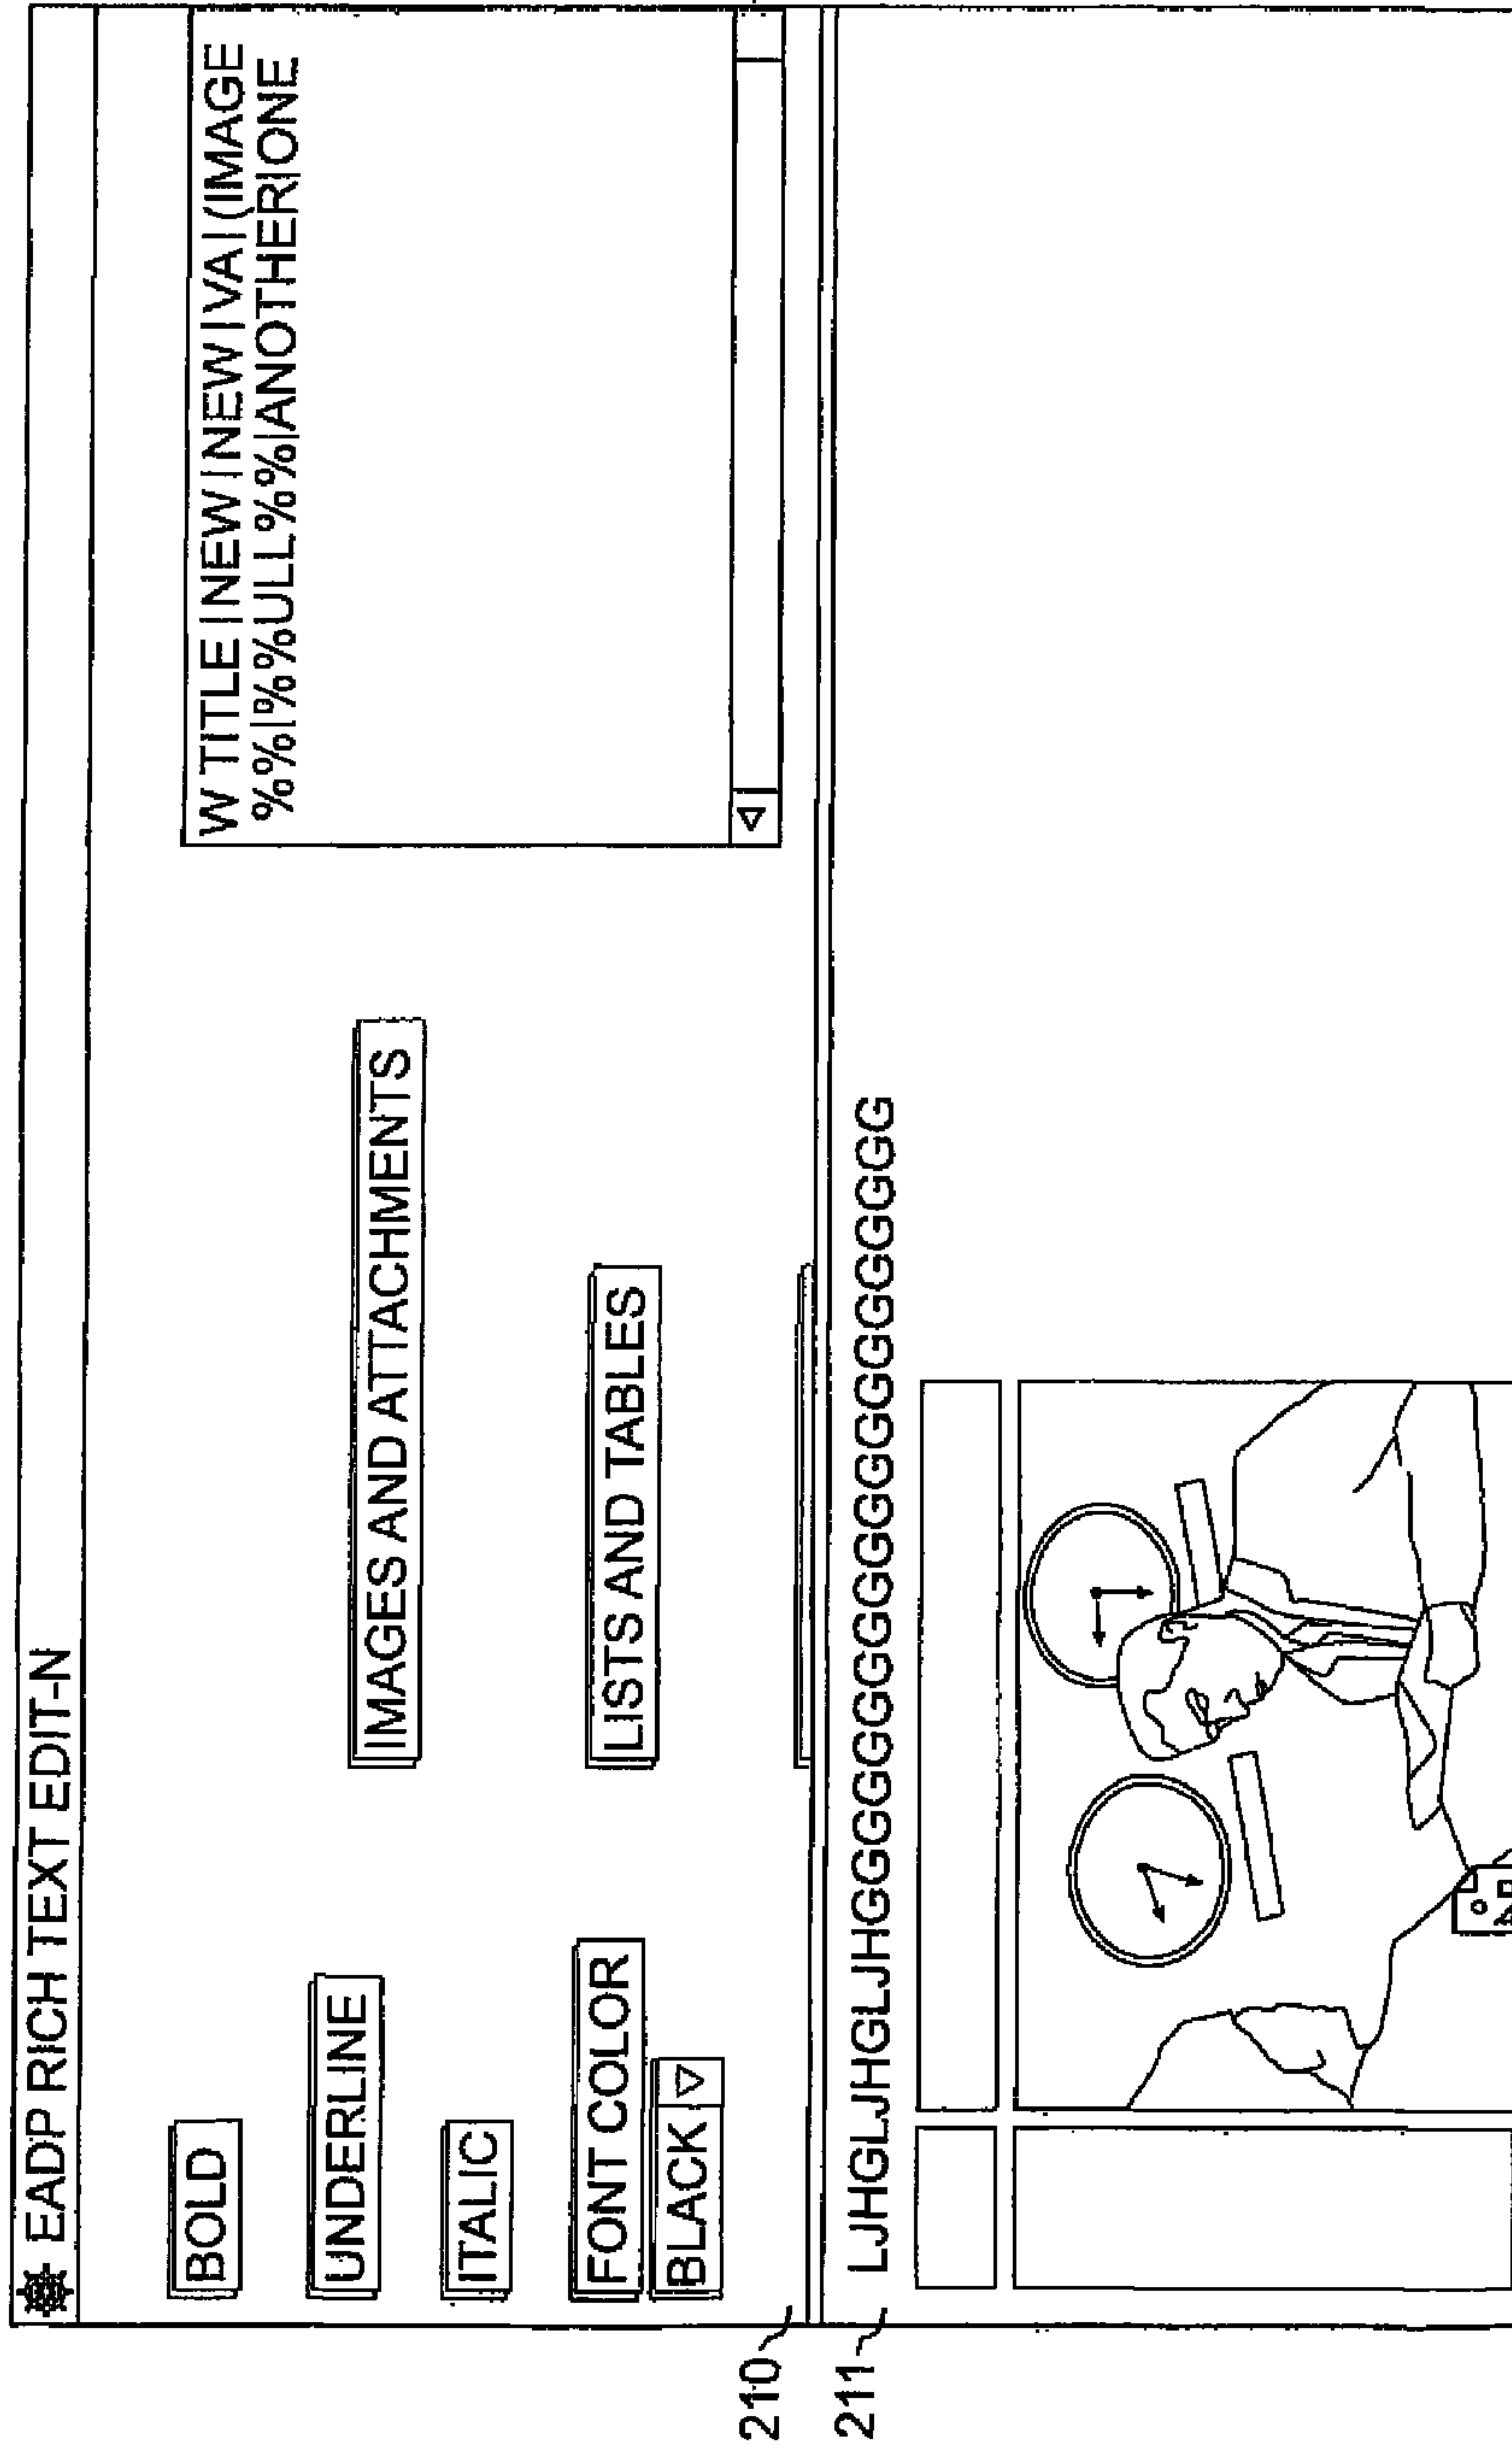 EADP RICH TEXT EDIT-N
BOLD
UNDERLINE
ITALIC
FONT COLOR
BLACK
IMAGES AND ATTACHMENTS
LISTS AND TABLES
W TITLE|NEW|NEW|VA|(IMAGE
%%|%%ULL%%|ANOTHER|ONE
210
211
LJHGLJHGLJHGGGGGGGGGGGGGGGGGGGGG